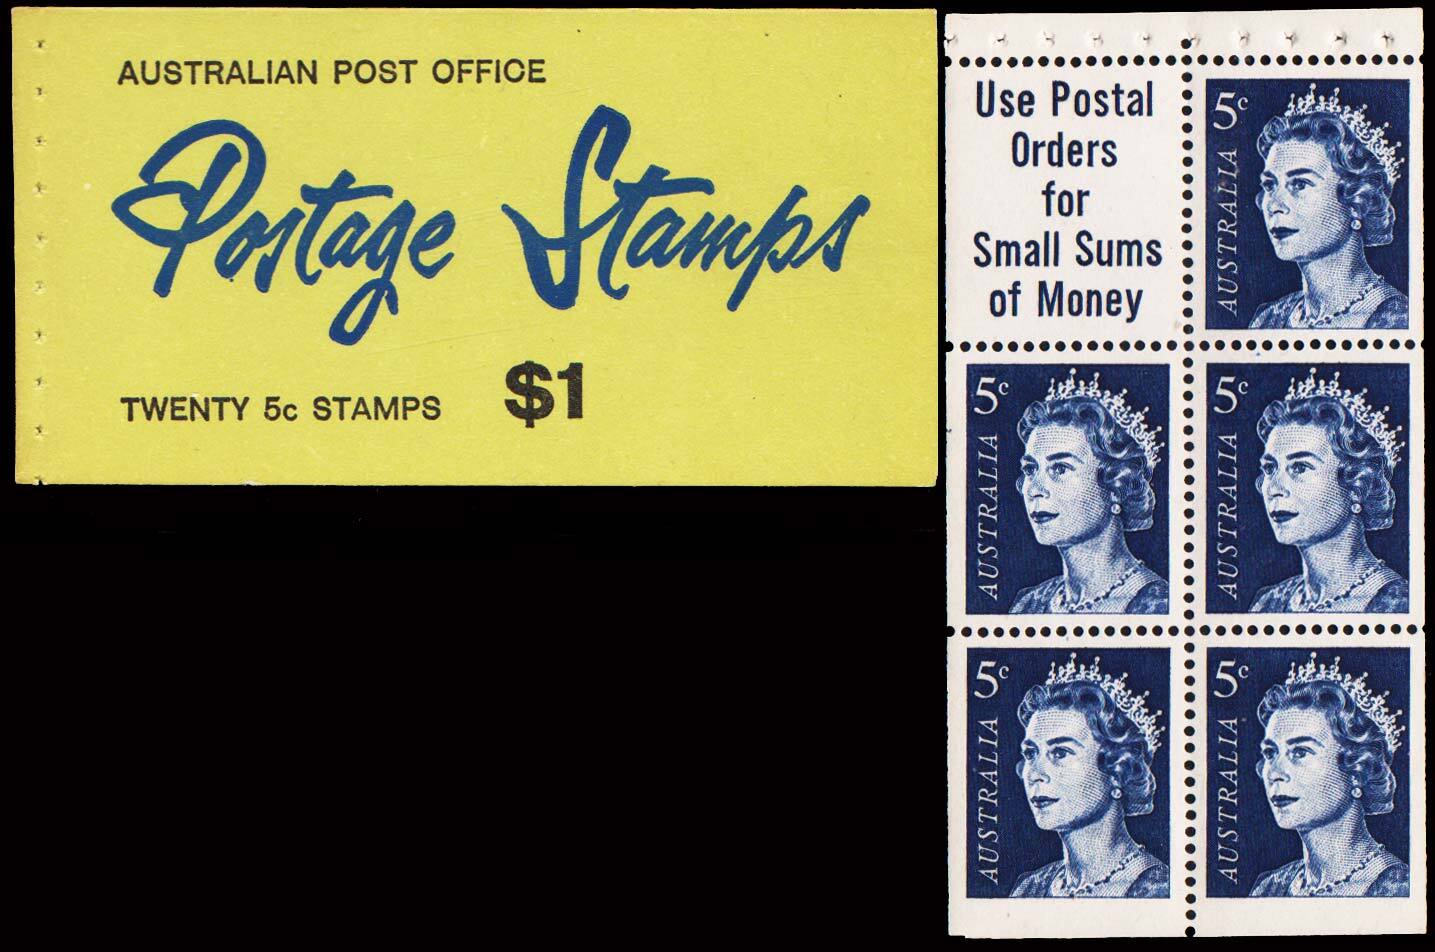 AUSTRALIAN POST OFFICE
Postage Stamps
TWENTY 5c STAMPS $1
Use Postal
Orders
for
Small Sums
of Money
5c
AUSTRALIA
5c
AUSTRALIA
5c
AUSTRALIA
5c
AUSTRALIA
5c
AUSTRALIA